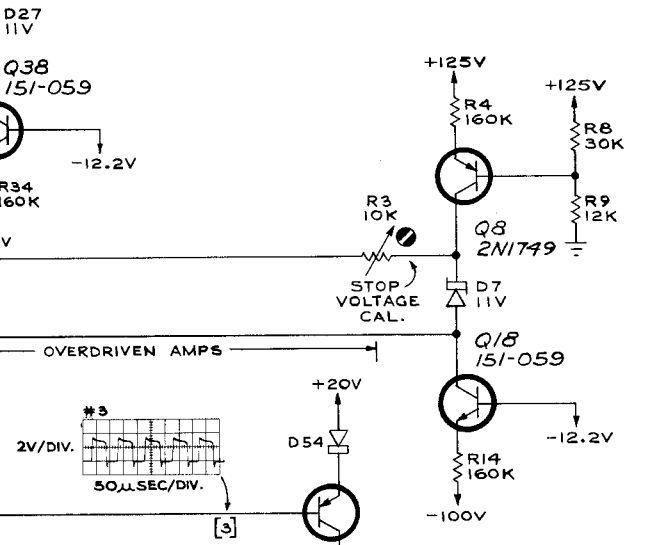 D27
11V
Q38
151-059
-12.2V
R34
160K
V
+125V
R4
160K
+125V
R8
30K
R9
12K
Q8
2N1749
R3
10K
STOP
VOLTAGE
CAL.
D7
11V
OVERDRIVEN AMPS
Q18
151-059
-12.2V
R14
160K
-100V
+20V
D54
#3
2V/DIV.
50µSEC/DIV.
[3]